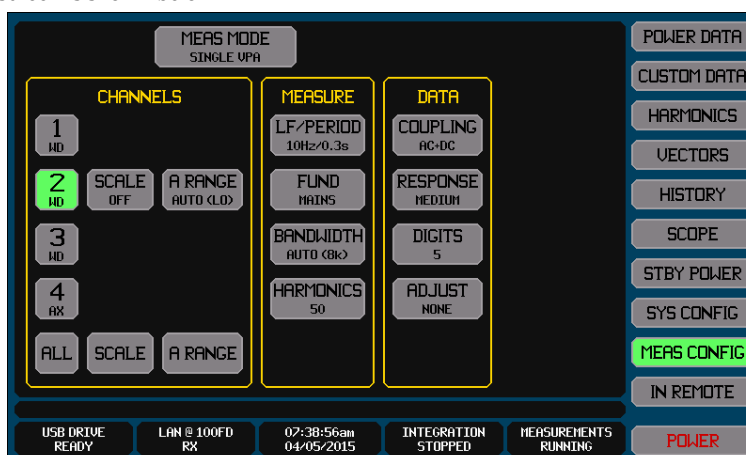 MEAS MODE
SINGLE VPA
CHANNELS
1
WD
2
WD
SCALE
OFF
A RANGE
AUTO (LO)
3
WD
4
AX
ALL
SCALE
A RANGE
MEASURE
LF/PERIOD
10Hz/0.3s
FUND
MAINS
BANDWIDTH
AUTO (8k)
HARMONICS
50
DATA
COUPLING
AC+DC
RESPONSE
MEDIUM
DIGITS
5
ADJUST
NONE
POWER DATA
CUSTOM DATA
HARMONICS
VECTORS
HISTORY
SCOPE
STBY POWER
SYS CONFIG
MEAS CONFIG
IN REMOTE
POWER
USB DRIVE
READY
LAN @ 100FD
RX
07:38:56am
04/05/2015
INTEGRATION
STOPPED
MEASUREMENTS
RUNNING